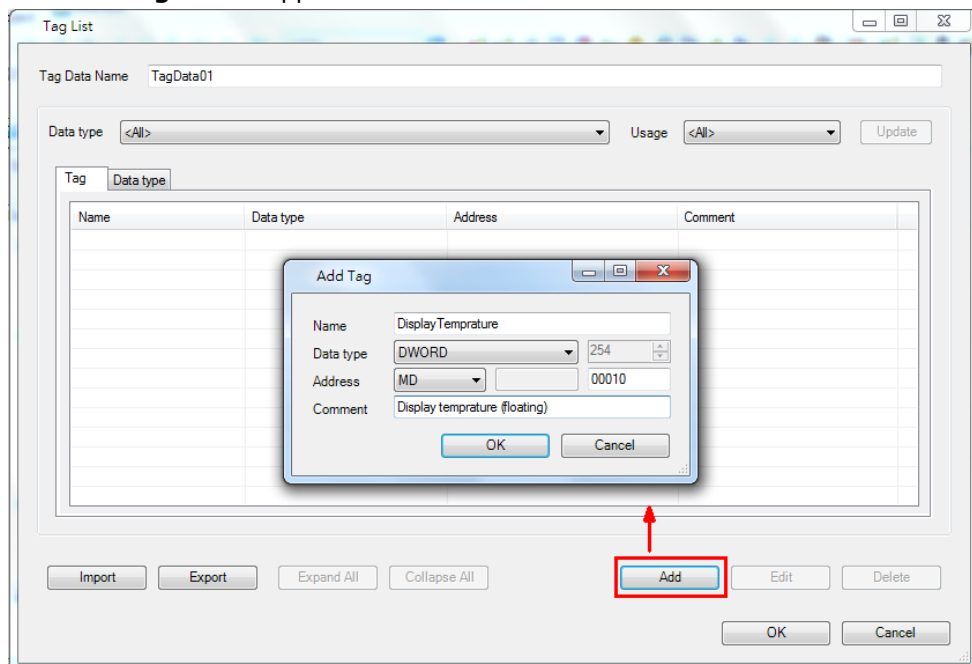 Tag List
Tag Data Name TagData01
Data type <All> Usage <All> Update
Tag Data type
Name Data type Address Comment
Add Tag
Name DisplayTemprature
Data type DWORD 254
Address MD 00010
Comment Display temprature (floating)
OK Cancel
Import Export Expand All Collapse All Add Edit Delete
OK Cancel